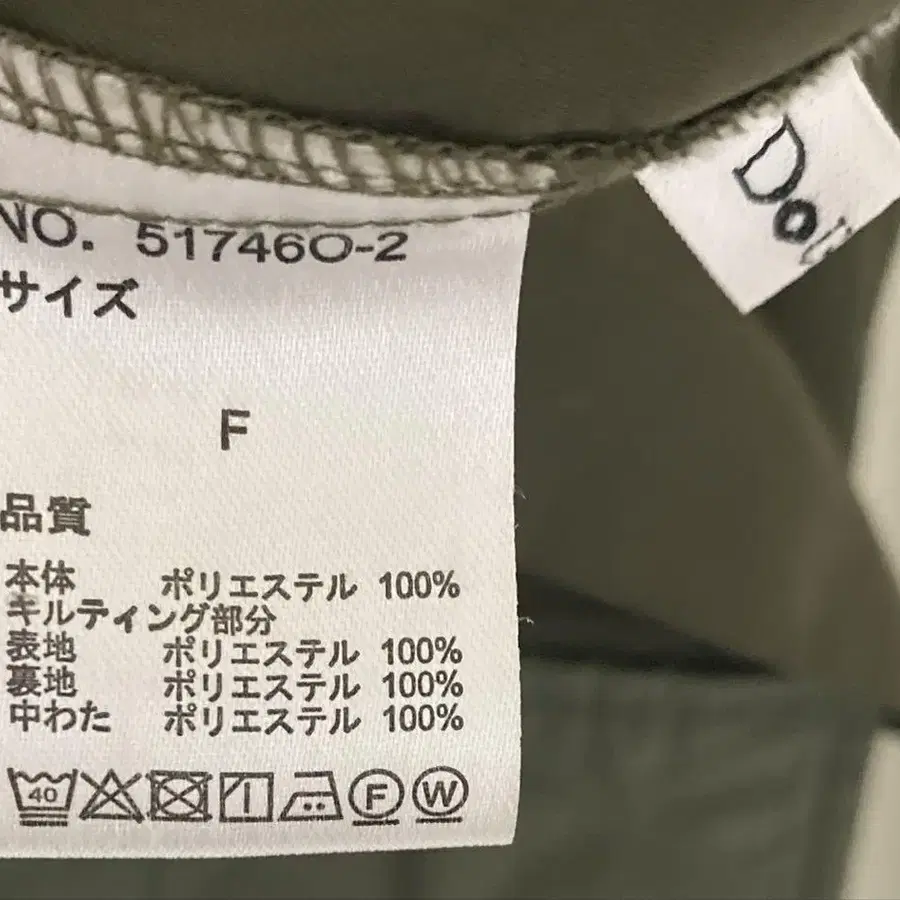 NO. 517460-2
サイズ
F
品質
本体 ポリエステル 100%
キルティング部分
表地 ポリエステル 100%
裏地 ポリエステル 100%
中わた ポリエステル 100%
40 F W